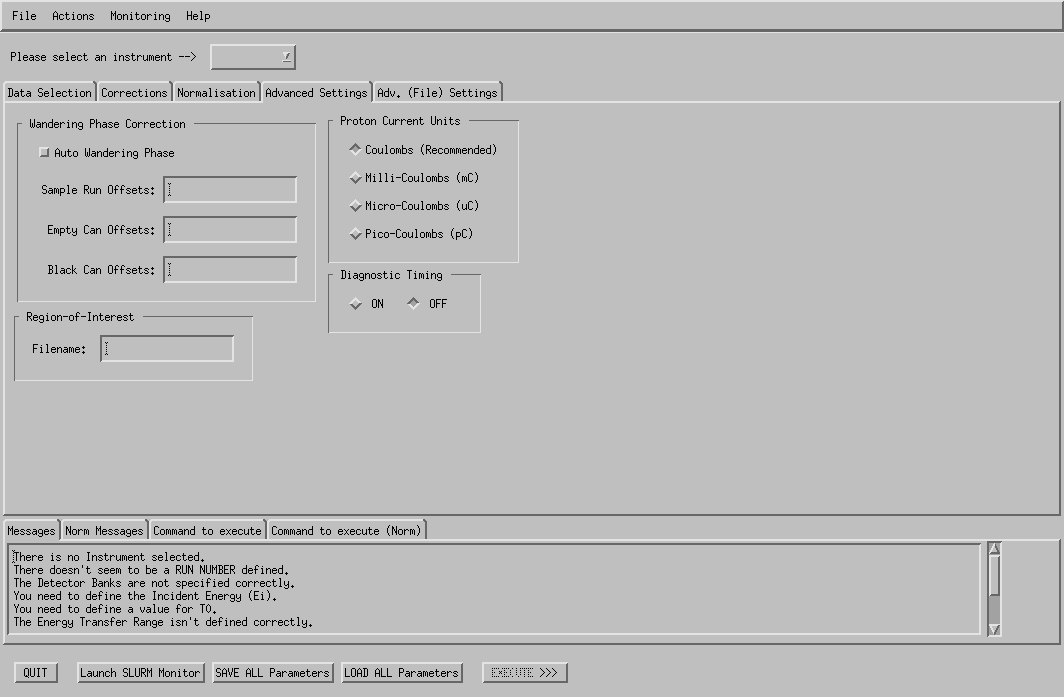 File Actions Monitoring Help
Please select an instrument -->
Data Selection Corrections Normalisation Advanced Settings Adv. (File) Settings
Wandering Phase Correction
Auto Wandering Phase
Sample Run Offsets:
Empty Can Offsets:
Black Can Offsets:
Region-of-Interest
Filename:
Proton Current Units
Coulombs (Recommended)
Milli-Coulombs (mC)
Micro-Coulombs (uC)
Pico-Coulombs (pC)
Diagnostic Timing
ON OFF
Messages Norm Messages Command to execute Command to execute (Norm)
There is no Instrument selected.
There doesn't seem to be a RUN NUMBER defined.
The Detector Banks are not specified correctly.
You need to define the Incident Energy (Ei).
You need to define a value for T0.
The Energy Transfer Range isn't defined correctly.
QUIT Launch SLURM Monitor SAVE ALL Parameters LOAD ALL Parameters EXECUTE >>>